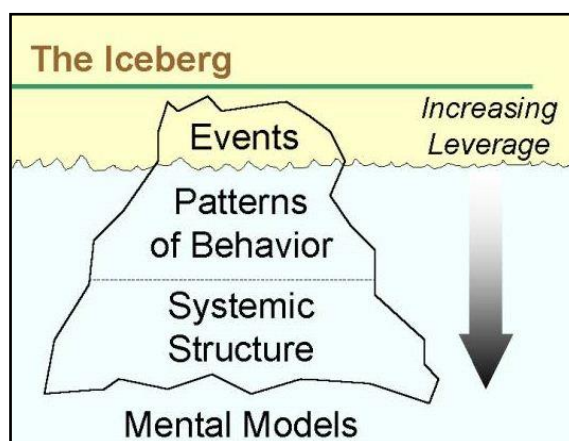 The Iceberg
Increasing
Leverage
Events
Patterns
of Behavior
Systemic
Structure
Mental Models